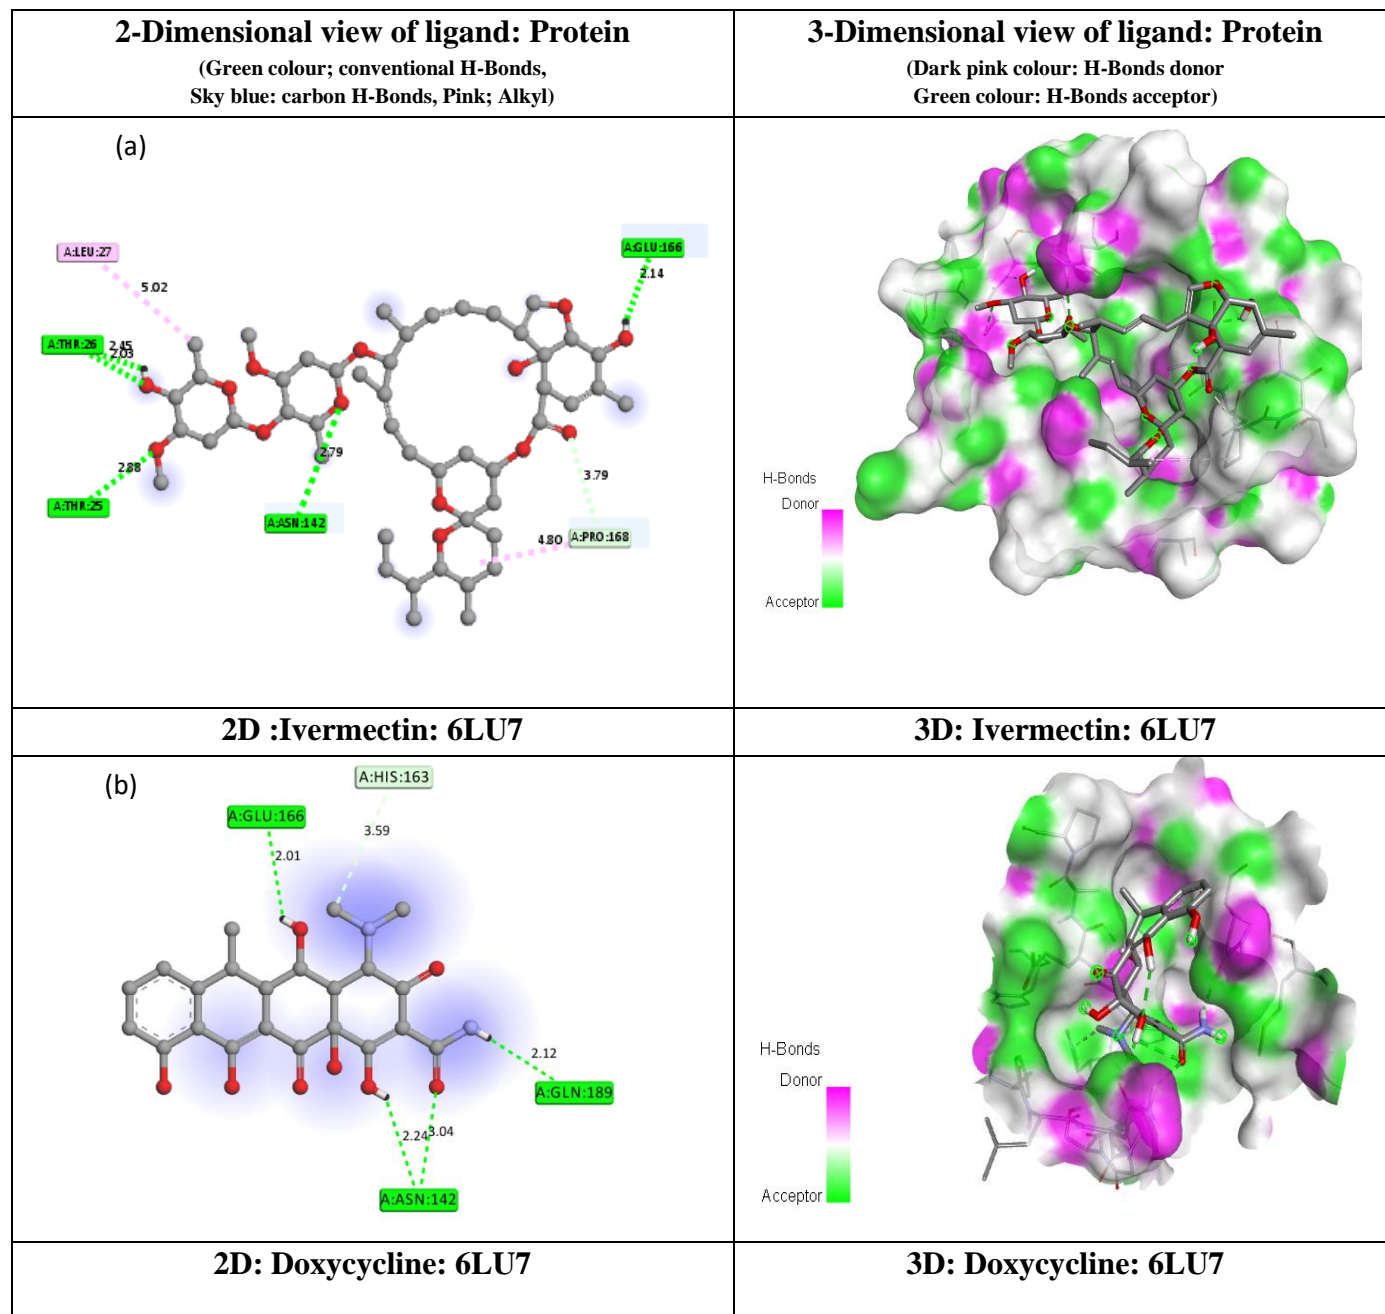 2-Dimensional view of ligand: Protein
(Green colour; conventional H-Bonds,
Sky blue: carbon H-Bonds, Pink; Alkyl)
3-Dimensional view of ligand: Protein
(Dark pink colour: H-Bonds donor
Green colour: H-Bonds acceptor)
(a)
A:LEU:27
5.02
A:GLU:166
2.14
A:THR:26
2.45
2.03
2.88
A:THR:25
2.79
A:ASN:142
3.79
4.80
A:PRO:168
H-Bonds
Donor
Acceptor
2D :Ivermectin: 6LU7
3D: Ivermectin: 6LU7
(b)
A:HIS:163
A:GLU:166
3.59
2.01
2.12
A:GLN:189
2.24
3.04
A:ASN:142
H-Bonds
Donor
Acceptor
2D: Doxycycline: 6LU7
3D: Doxycycline: 6LU7